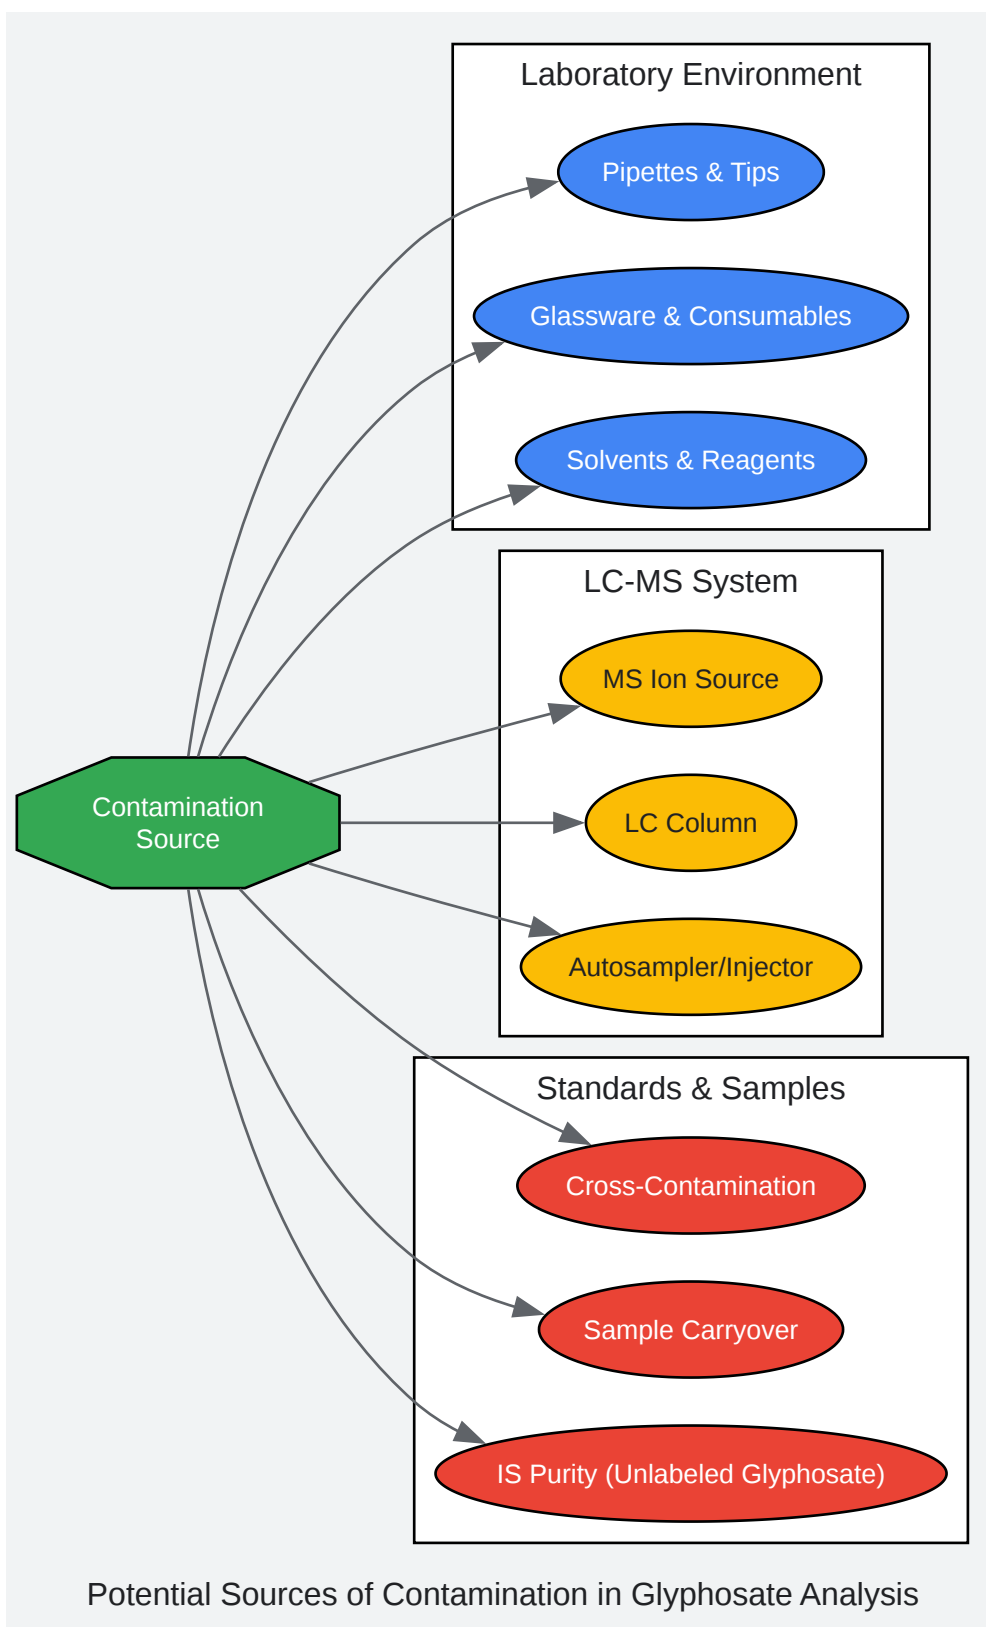 Laboratory Environment
Pipettes & Tips
Glassware & Consumables
Solvents & Reagents
LC-MS System
MS Ion Source
Contamination
Source
LC Column
Autosampler/Injector
Standards & Samples
Cross-Contamination
Sample Carryover
IS Purity (Unlabeled Glyphosate)
Potential Sources of Contamination in Glyphosate Analysis